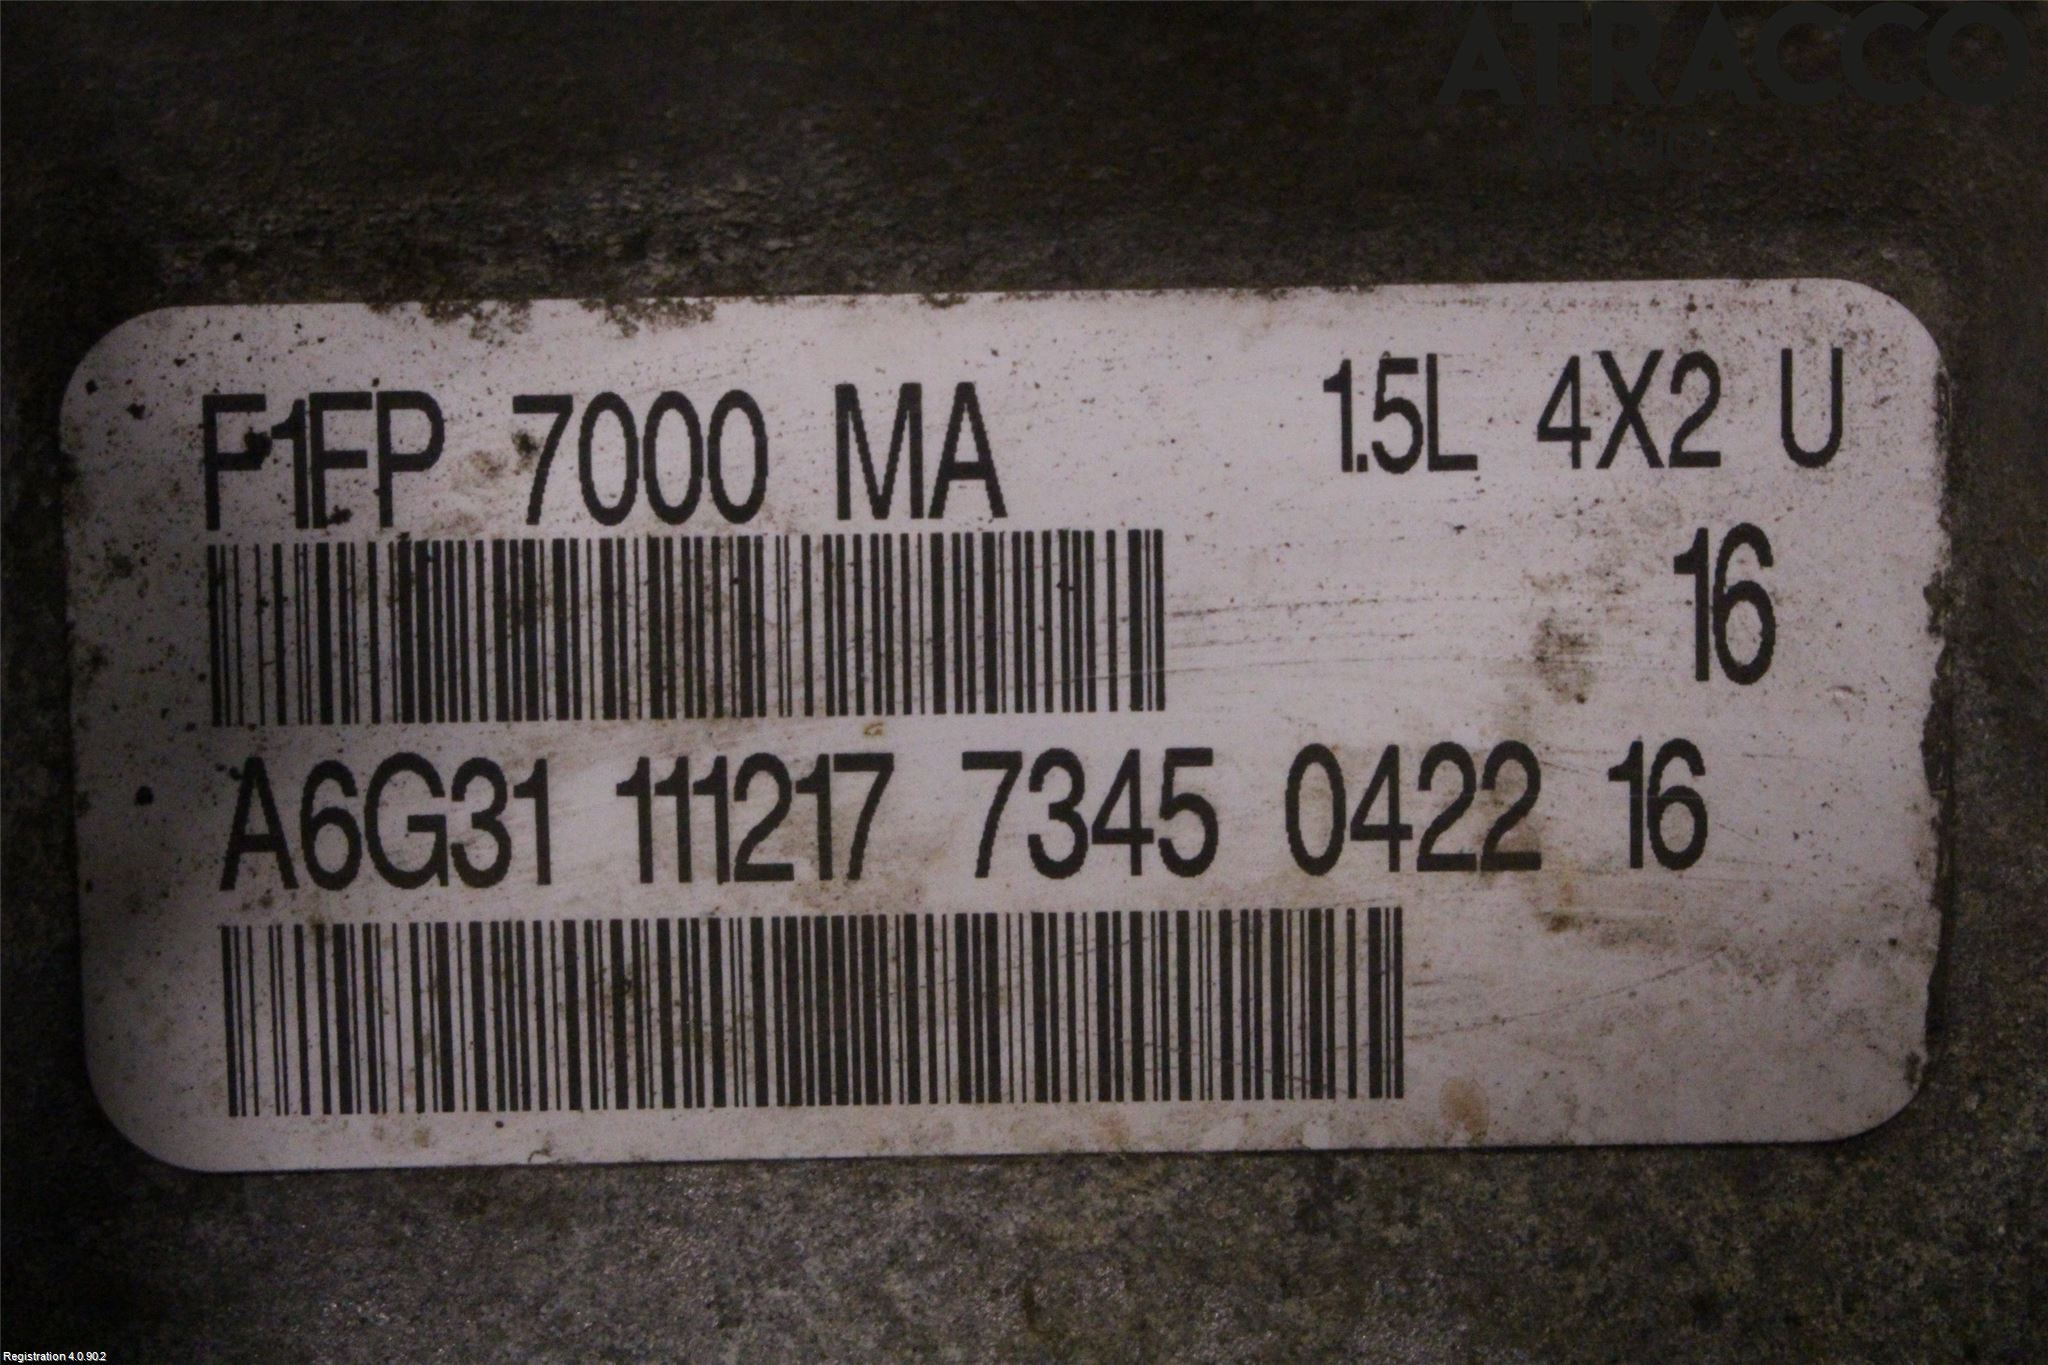 ATRACCO
F1FP 7000 MA 1.5L 4X2 U
16
A6G31 111217 7345 0422 16
Registration 4.0.90.2